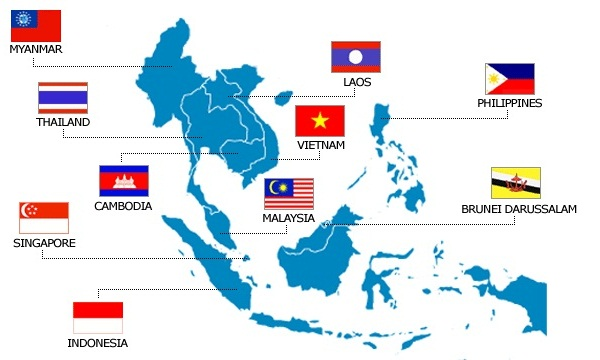 MYANMAR
LAOS
PHILIPPINES
THAILAND
VIETNAM
CAMBODIA
MALAYSIA
BRUNEI DARUSSALAM
SINGAPORE
INDONESIA